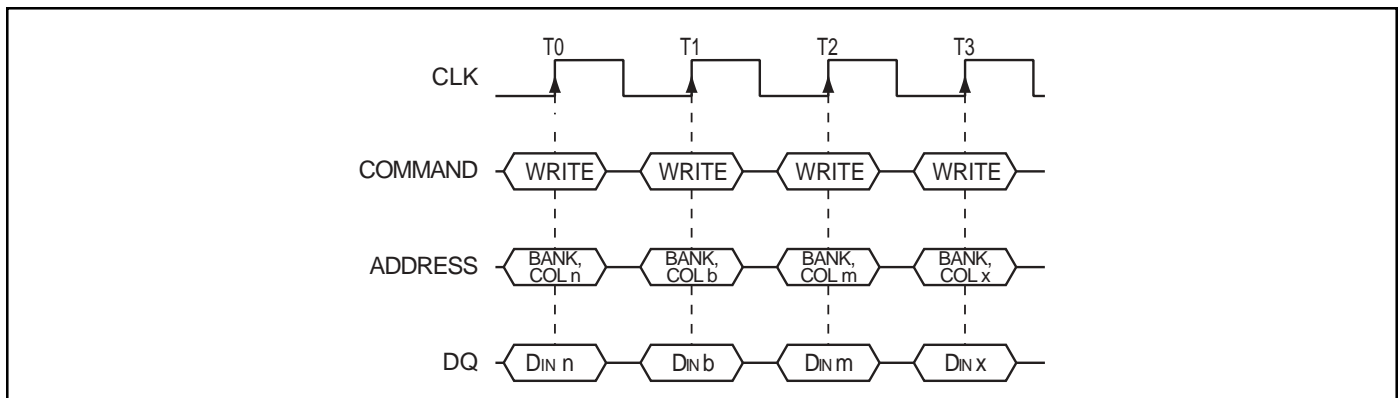 T0 T1 T2 T3
CLK
COMMAND WRITE WRITE WRITE WRITE
ADDRESS BANK, COL n BANK, COL b BANK, COL m BANK, COL x
DQ DIN n DIN b DIN m DIN x